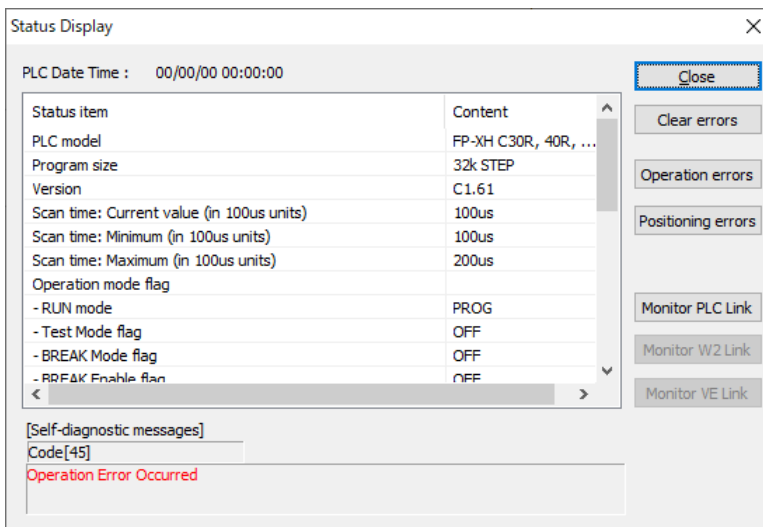 Status Display
PLC Date Time : 00/00/00 00:00:00
Close
Clear errors
Operation errors
Positioning errors
Monitor PLC Link
Monitor W2 Link
Monitor VE Link
Status item Content
PLC model FP-XH C30R, 40R, ...
Program size 32k STEP
Version C1.61
Scan time: Current value (in 100us units) 100us
Scan time: Minimum (in 100us units) 100us
Scan time: Maximum (in 100us units) 200us
Operation mode flag
- RUN mode PROG
- Test Mode flag OFF
- BREAK Mode flag OFF
- BREAK Enable flag OFF
[Self-diagnostic messages]
Code[45]
Operation Error Occurred